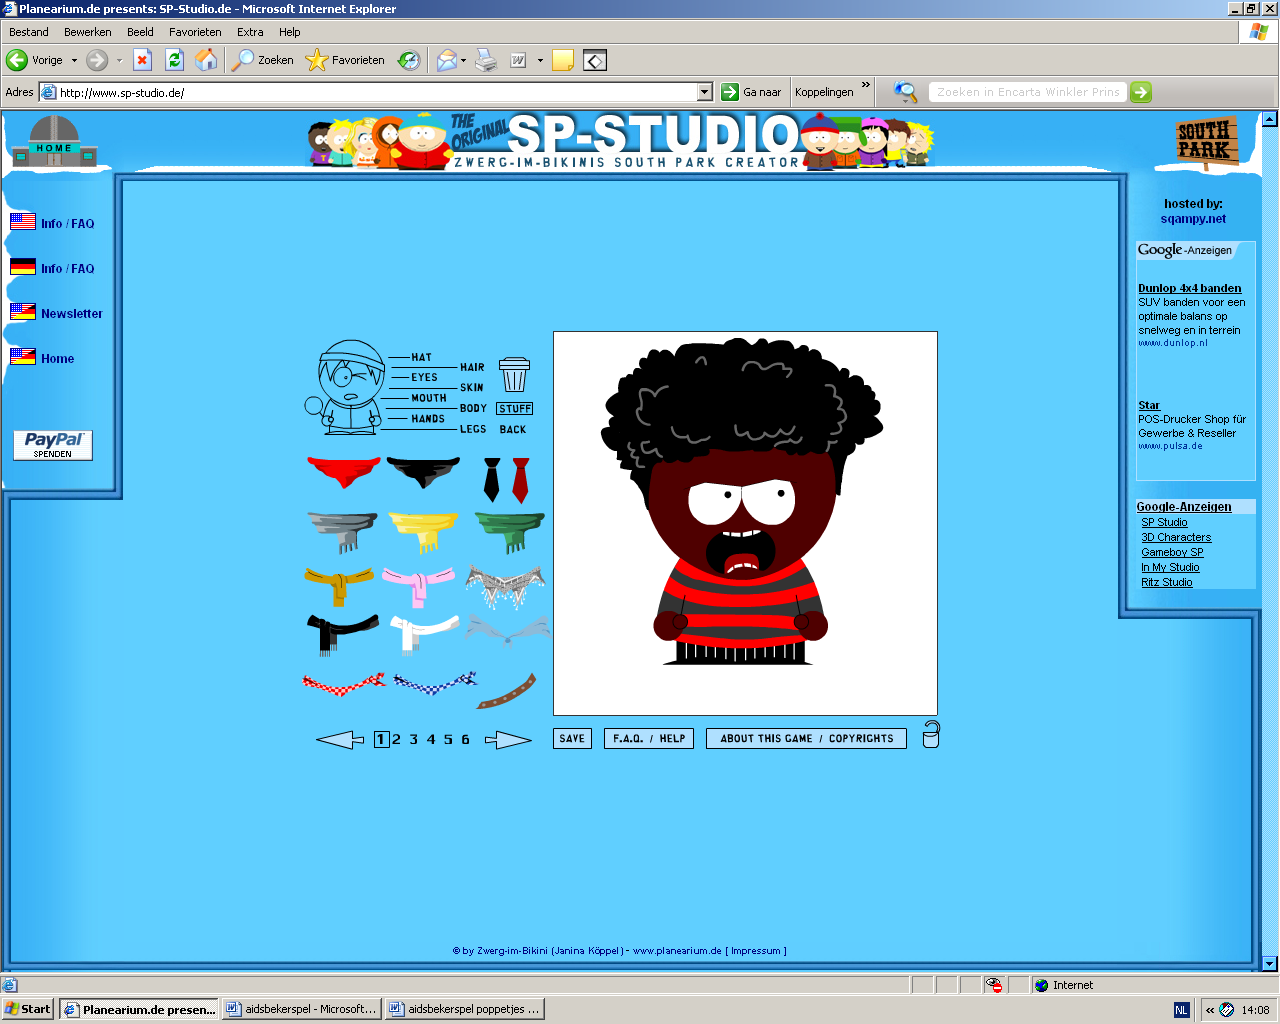 Planearium.de presents: SP-Studio.de - Microsoft Internet Explorer
Bestand Bewerken Beeld Favorieten Extra Help
Vorige Zoeken Favorieten
Adres http://www.sp-studio.de/ Ga naar Koppelingen » Zoeken in Encarta Winkler Prins
HOME
THE ORIGINAL SP-STUDIO
ZWERG-IM-BIKINIS SOUTH PARK CREATOR
SOUTH PARK
Info / FAQ
Info / FAQ
Newsletter
Home
PayPal
SPENDEN
HAT
HAIR
EYES
SKIN
MOUTH
BODY
HANDS
LEGS
STUFF
BACK
1 2 3 4 5 6
SAVE
F.A.Q. / HELP
ABOUT THIS GAME / COPYRIGHTS
hosted by:
sqampy.net
Google-Anzeigen
Dunlop 4x4 banden
SUV banden voor een
optimale balans op
snelweg en in terrein
www.dunlop.nl
Star
POS-Drucker Shop für
Gewerbe & Reseller
www.pulsa.de
Google-Anzeigen
SP Studio
3D Characters
Gameboy SP
In My Studio
Ritz Studio
© by Zwerg-im-Bikini (Janina Köppel) - www.planearium.de [ Impressum ]
Internet
Start Planearium.de presen... aidsbekerspel - Microsoft... aidsbekerspel poppetjes ... NL « 14:08